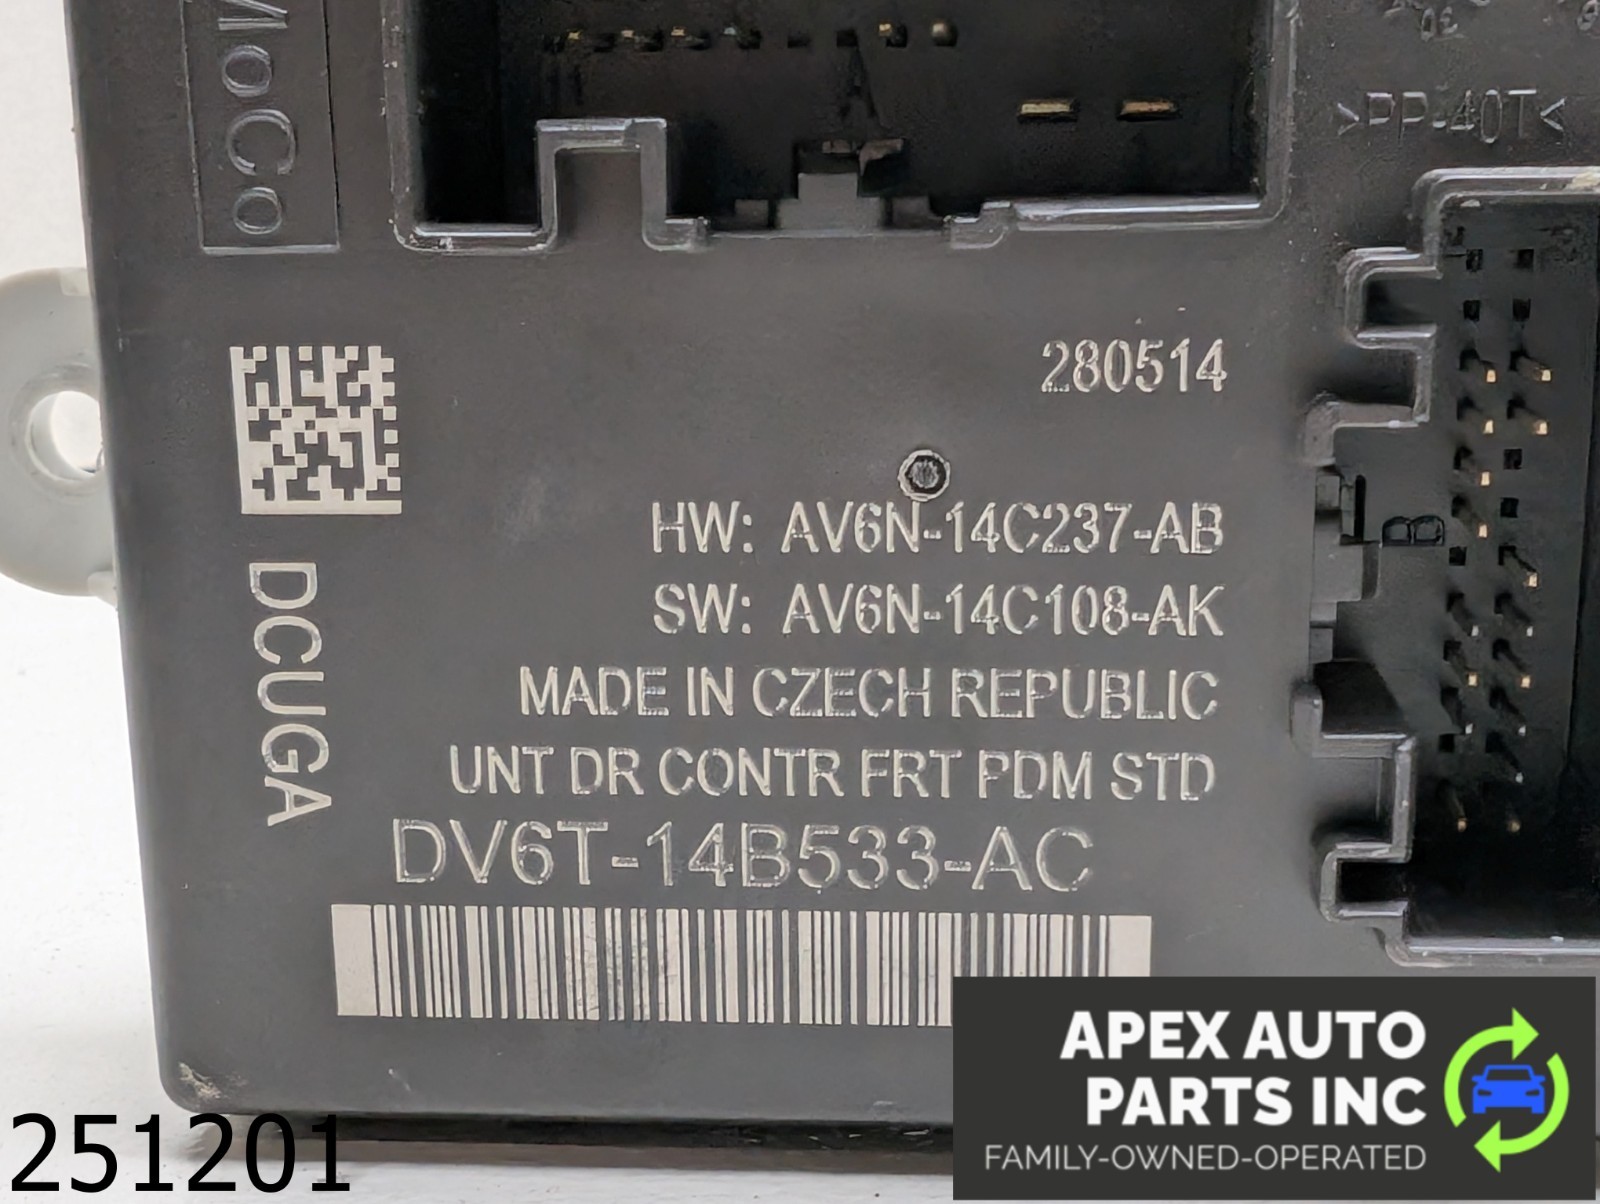 MoCo
>PP-40T<
280514
HW: AV6N-14C237-AB
SW: AV6N-14C108-AK
MADE IN CZECH REPUBLIC
UNT DR CONTR FRT PDM STD
DV6T-14B533-AC
DCUGA
B
APEX AUTO
PARTS INC
FAMILY-OWNED-OPERATED
251201